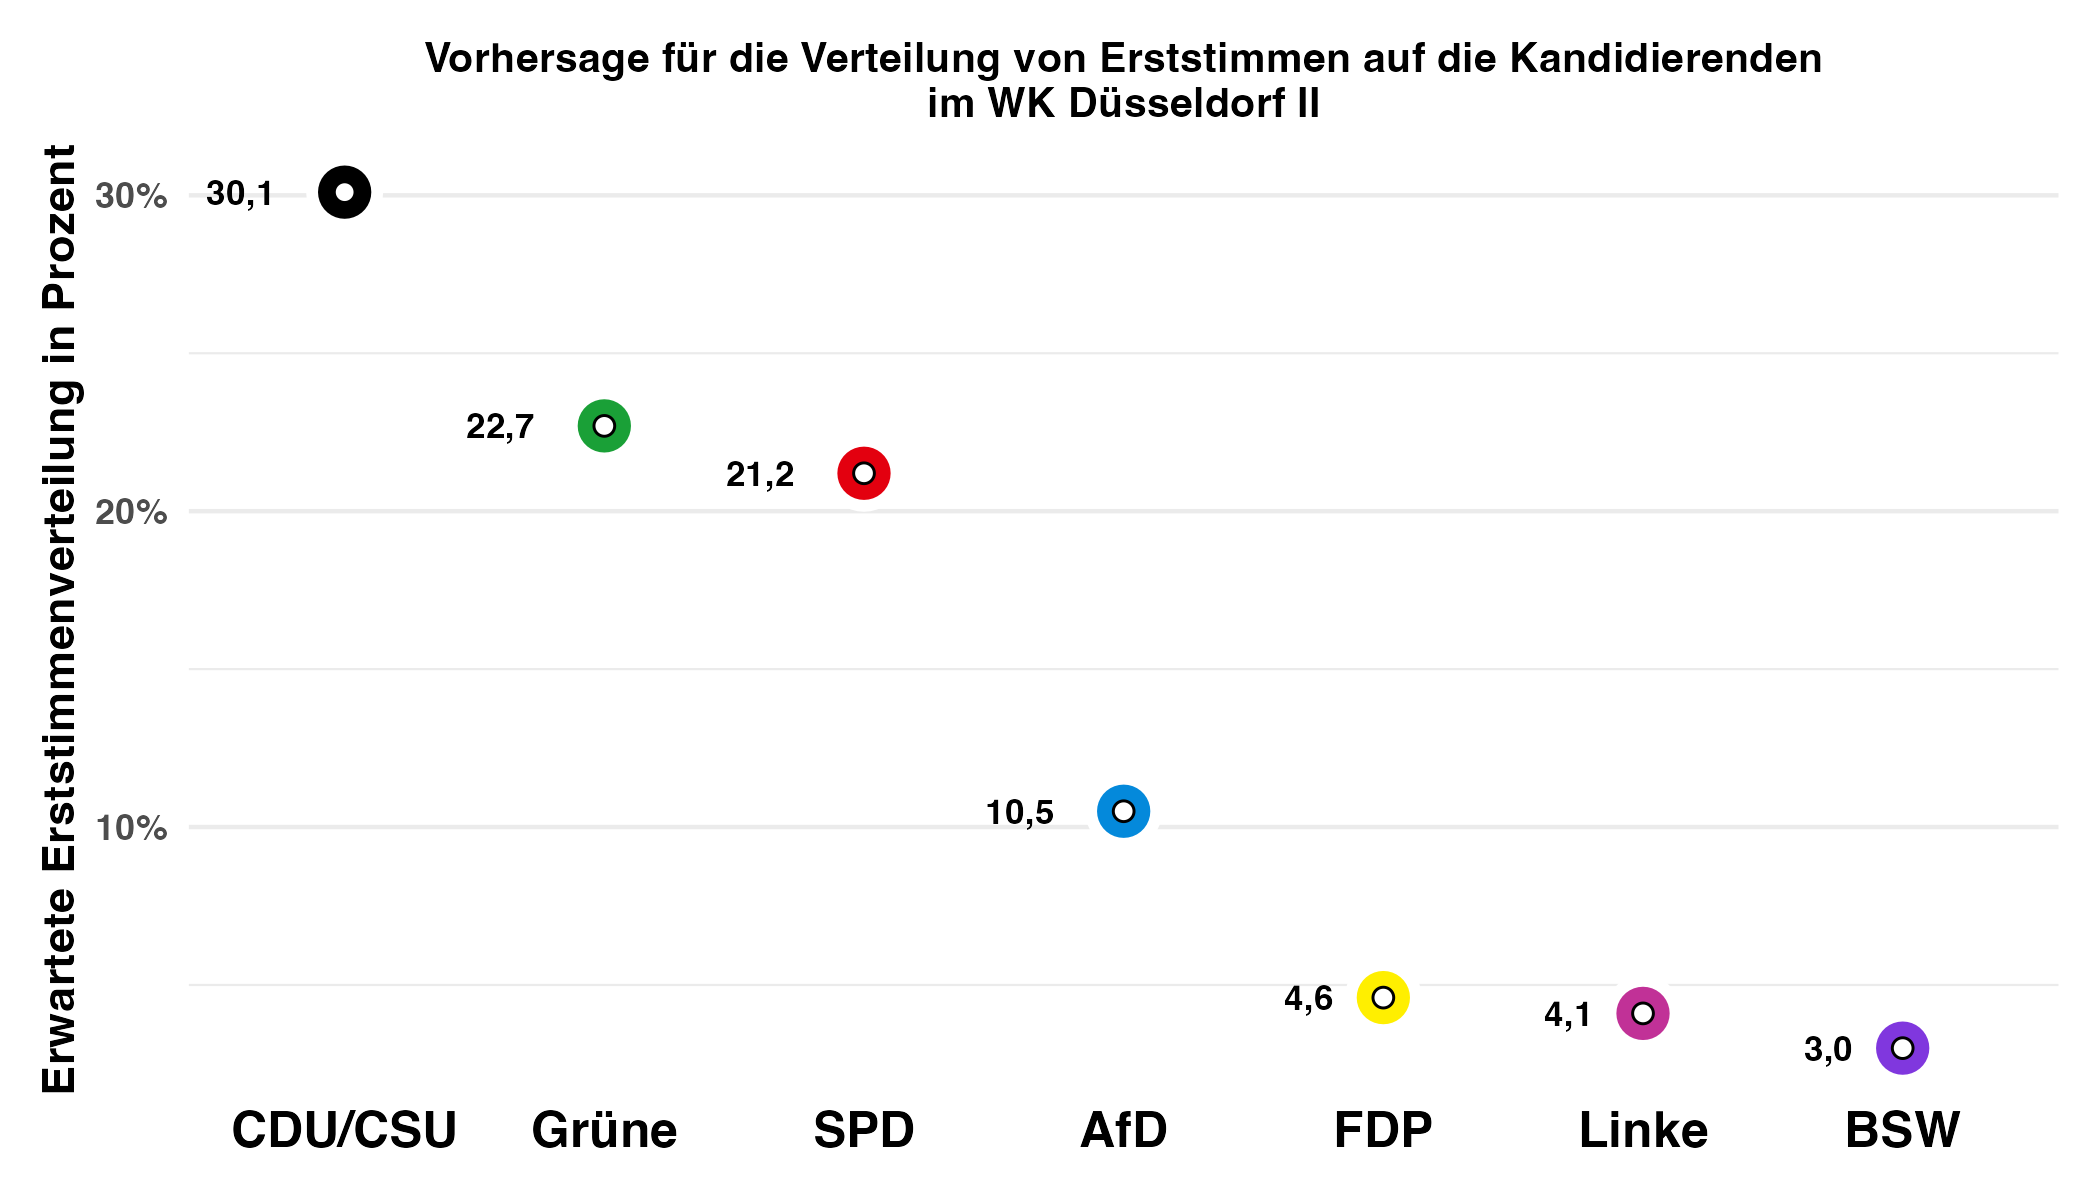 Vorhersage für die Verteilung von Erststimmen auf die Kandidierenden
im WK Düsseldorf II
Erwartete Erststimmenverteilung in Prozent
30%
20%
10%
30,1
22,7
21,2
10,5
4,6
4,1
3,0
CDU/CSU
Grüne
SPD
AfD
FDP
Linke
BSW